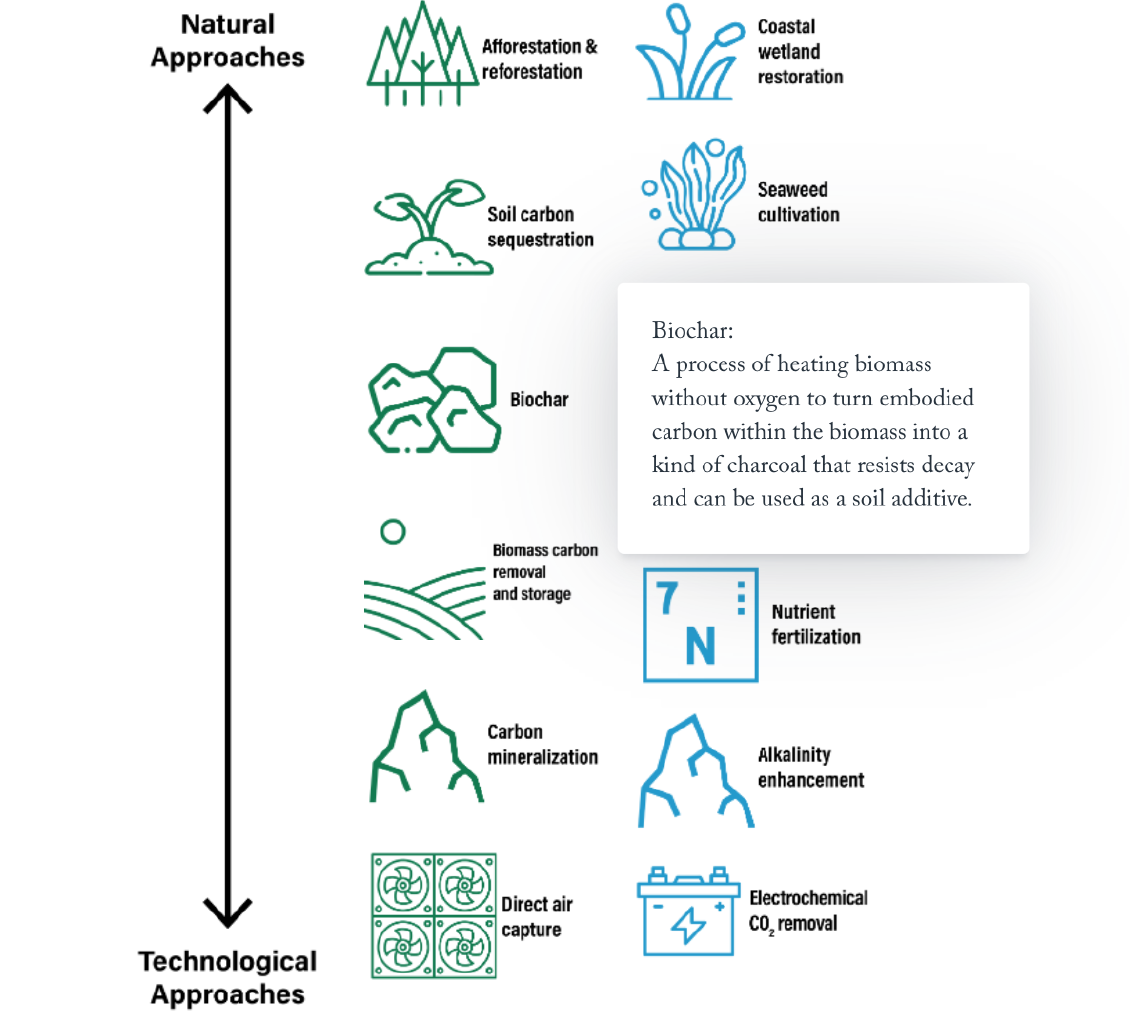 Natural
Approaches
Afforestation &
reforestation
Coastal
wetland
restoration
Soil carbon
sequestration
Seaweed
cultivation
Biochar
Biochar:
A process of heating biomass
without oxygen to turn embodied
carbon within the biomass into a
kind of charcoal that resists decay
and can be used as a soil additive.
Biomass carbon
removal
and storage
7
N
Nutrient
fertilization
Carbon
mineralization
Alkalinity
enhancement
Direct air
capture
Electrochemical
CO₂ removal
Technological
Approaches